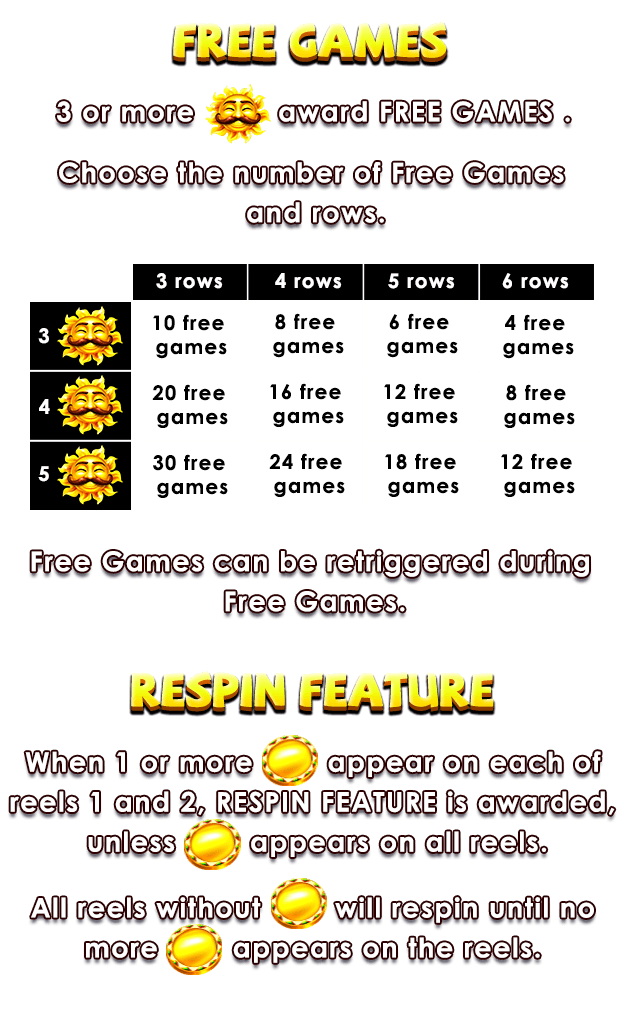 FREE GAMES
3 or more award FREE GAMES .
Choose the number of Free Games
and rows.
3 rows 4 rows 5 rows 6 rows
3 10 free games 8 free games 6 free games 4 free games
4 20 free games 16 free games 12 free games 8 free games
5 30 free games 24 free games 18 free games 12 free games
Free Games can be retriggered during
Free Games.
RESPIN FEATURE
When 1 or more appear on each of
reels 1 and 2, RESPIN FEATURE is awarded,
unless appears on all reels.
All reels without will respin until no
more appears on the reels.